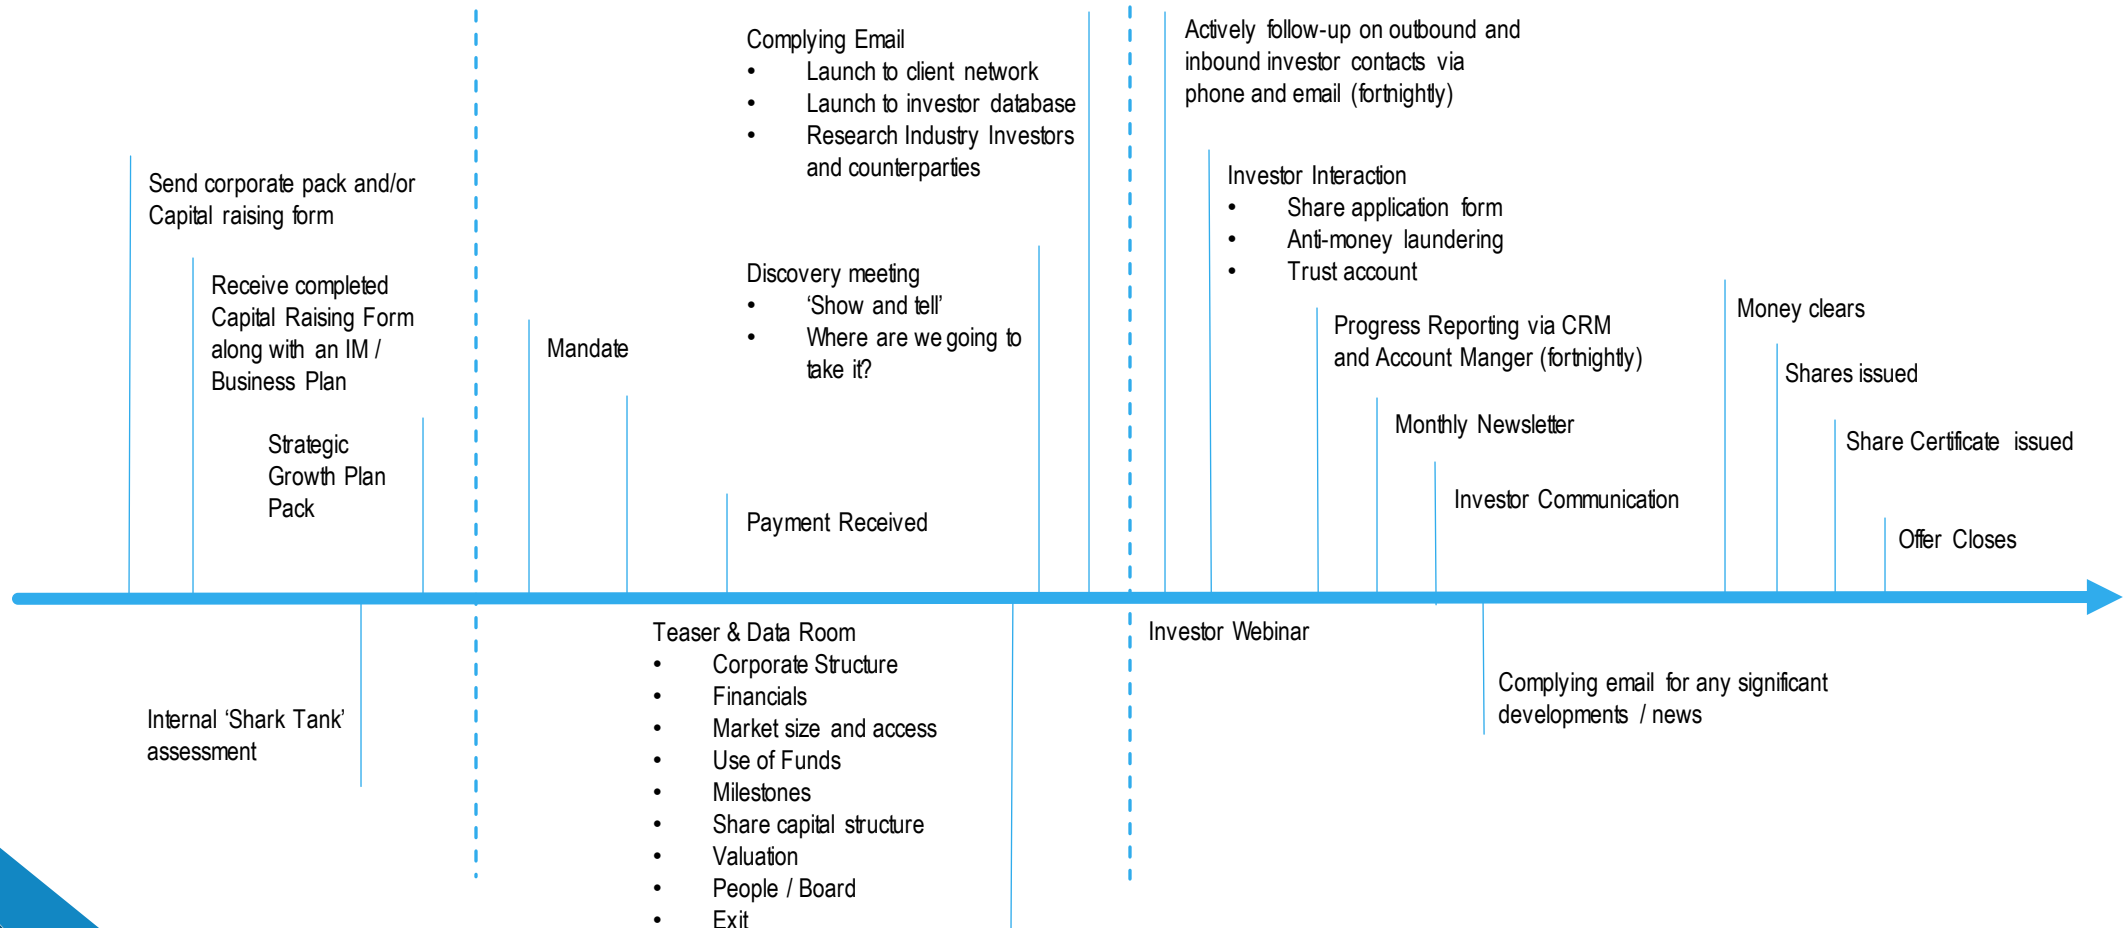 Send corporate pack and/or
Capital raising form
Receive completed
Capital Raising Form
along with an IM /
Business Plan
Strategic
Growth Plan
Pack
Internal ‘Shark Tank’
assessment
Mandate
Complying Email
• Launch to client network
• Launch to investor database
• Research Industry Investors
and counterparties
Discovery meeting
• ‘Show and tell’
• Where are we going to
take it?
Payment Received
Teaser & Data Room
• Corporate Structure
• Financials
• Market size and access
• Use of Funds
• Milestones
• Share capital structure
• Valuation
• People / Board
• Exit
Actively follow-up on outbound and
inbound investor contacts via
phone and email (fortnightly)
Investor Interaction
• Share application form
• Anti-money laundering
• Trust account
Progress Reporting via CRM
and Account Manger (fortnightly)
Monthly Newsletter
Investor Communication
Investor Webinar
Complying email for any significant
developments / news
Money clears
Shares issued
Share Certificate issued
Offer Closes